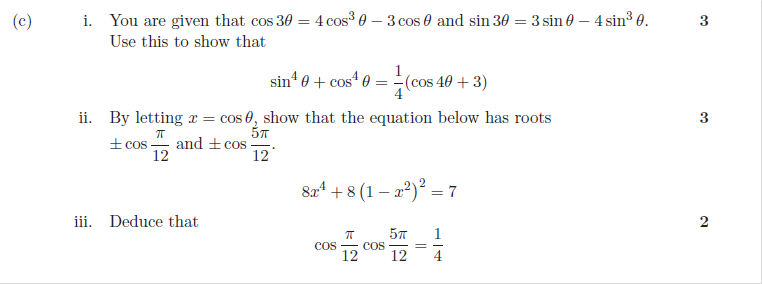 (c) i. You are given that cos 3θ = 4 cos³ θ − 3 cos θ and sin 3θ = 3 sin θ − 4 sin³ θ. 3
Use this to show that
sin⁴ θ + cos⁴ θ = 1/4 (cos 4θ + 3)
ii. By letting x = cos θ, show that the equation below has roots 3
± cos π/12 and ± cos 5π/12.
8x⁴ + 8 (1 − x²)² = 7
iii. Deduce that 2
cos π/12 cos 5π/12 = 1/4